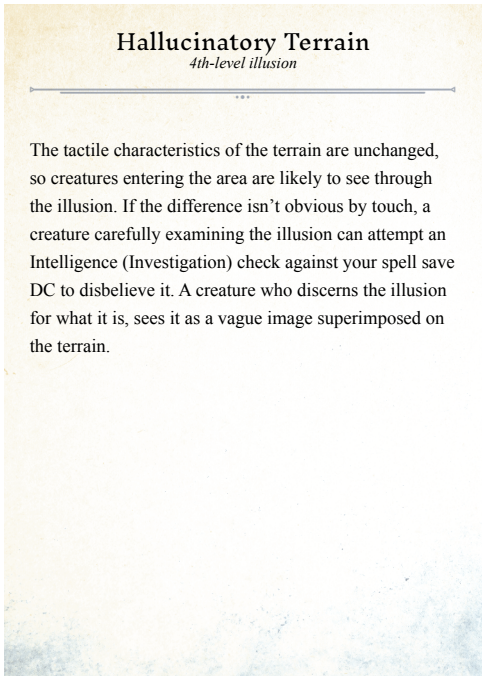 Hallucinatory Terrain
4th-level illusion
The tactile characteristics of the terrain are unchanged,
so creatures entering the area are likely to see through
the illusion. If the difference isn’t obvious by touch, a
creature carefully examining the illusion can attempt an
Intelligence (Investigation) check against your spell save
DC to disbelieve it. A creature who discerns the illusion
for what it is, sees it as a vague image superimposed on
the terrain.